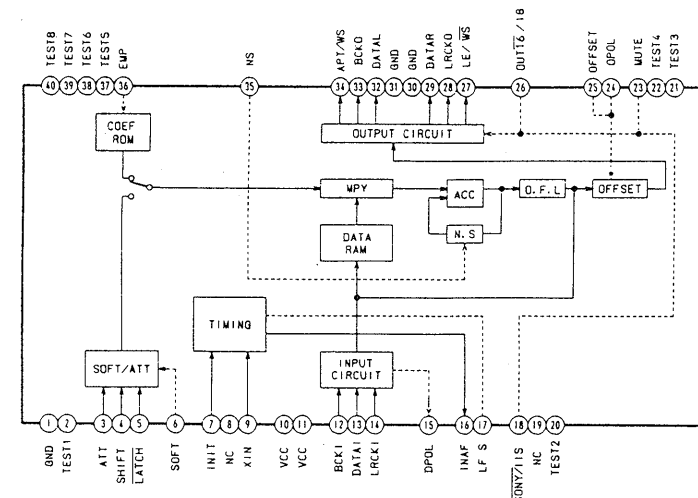 TEST8
TEST7
TEST6
TEST5
EMP
NS
APT/WS
BCKO
DATAL
GND
GND
DATAR
LRCKO
LE/WS
OUT16/18
OFFSET
OPOL
MUTE
TEST4
TEST3
40 39 38 37 36 35 34 33 32 31 30 29 28 27 26 25 24 23 22 21
COEF
ROM
OUTPUT CIRCUIT
MPY
ACC
O.F.L
OFFSET
N.S
DATA
RAM
TIMING
SOFT/ATT
INPUT
CIRCUIT
1 2 3 4 5 6 7 8 9 10 11 12 13 14 15 16 17 18 19 20
GND
TEST1
ATT
SHIFT
LATCH
SOFT
INIT
NC
XIN
VCC
VCC
BCKI
DATAI
LRCKI
DPOL
INAF
LF S
SONY/IIS
NC
TEST2